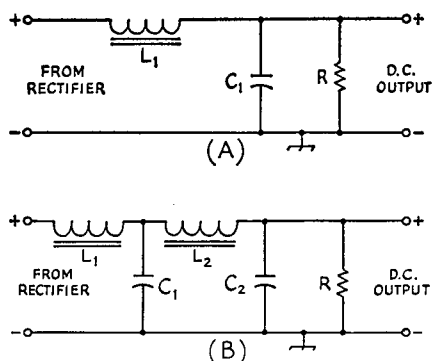 + +
L1
FROM
RECTIFIER
C1
R
D.C.
OUTPUT
- -
(A)
+ +
L1 L2
FROM
RECTIFIER
C1
C2
R
D.C.
OUTPUT
- -
(B)